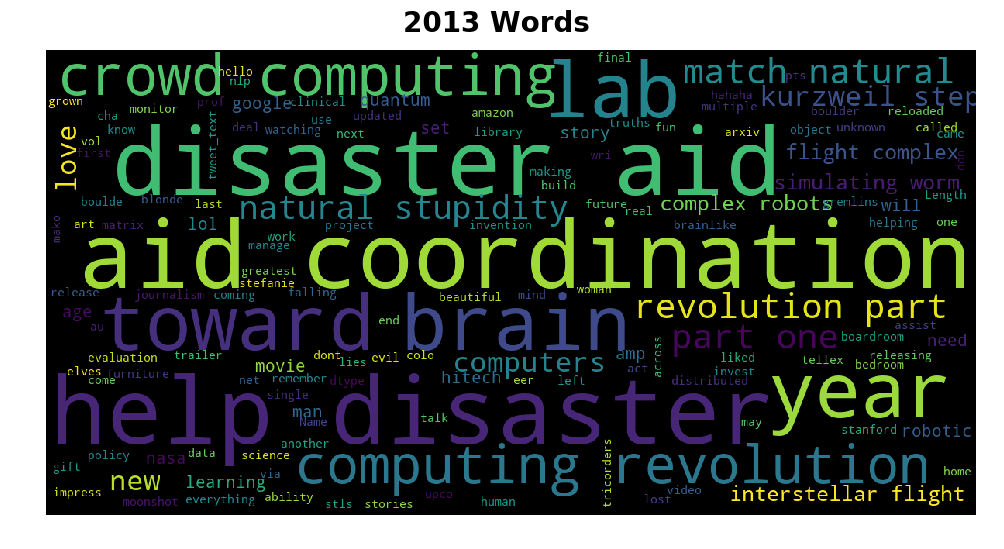 2013 Words
crowd computing
hello
nlp
lab
final
match natural
pts
grown
monitor
prof
google
clinical
quantum
updated
amazon
hahaha
multiple
kurzweil step
boulder
reloaded
cha
know
vol
first
tweet_text
deal
watching
use
next
set
library
story
truths
fun
arxiv
object
unknown
called
cane
love
disaster aid
wri
flight complex
making
build
simulating worm
boulde
blonde
last
natural stupidity
future
real
complex robots
gremlins
will
Length
art
matrix
lol
project
invention
brainlike
helping
one
mako
work
manage
aid coordination
greatest
stefanie
release
journalism
coming
falling
beautiful
mind
woman
age
au
toward brain
end
revolution part
part one
boardroom
assist
need
evaluation
trailer
movie
dont
lies
evil
colo
computers
amp
act
across
liked
invest
tellex
releasing
bedroom
elves
furniture
come
net
remember
dtype
hitech
eer
left
distributed
help disaster
year
single
man
Name
talk
may
stanford
robotic
another
policy
nasa
data
science
computing revolution
gift
via
home
new
learning
impress
moonshot
everything
ability
stls
stories
upco
human
tricorders
lost
video
interstellar flight